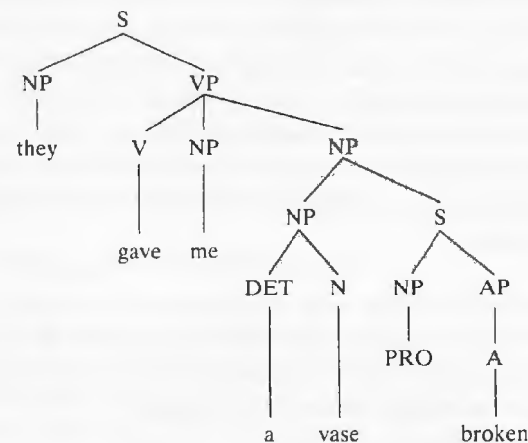 S
NP VP
they V NP NP
NP S
gave me
DET N NP AP
PRO A
a vase broken